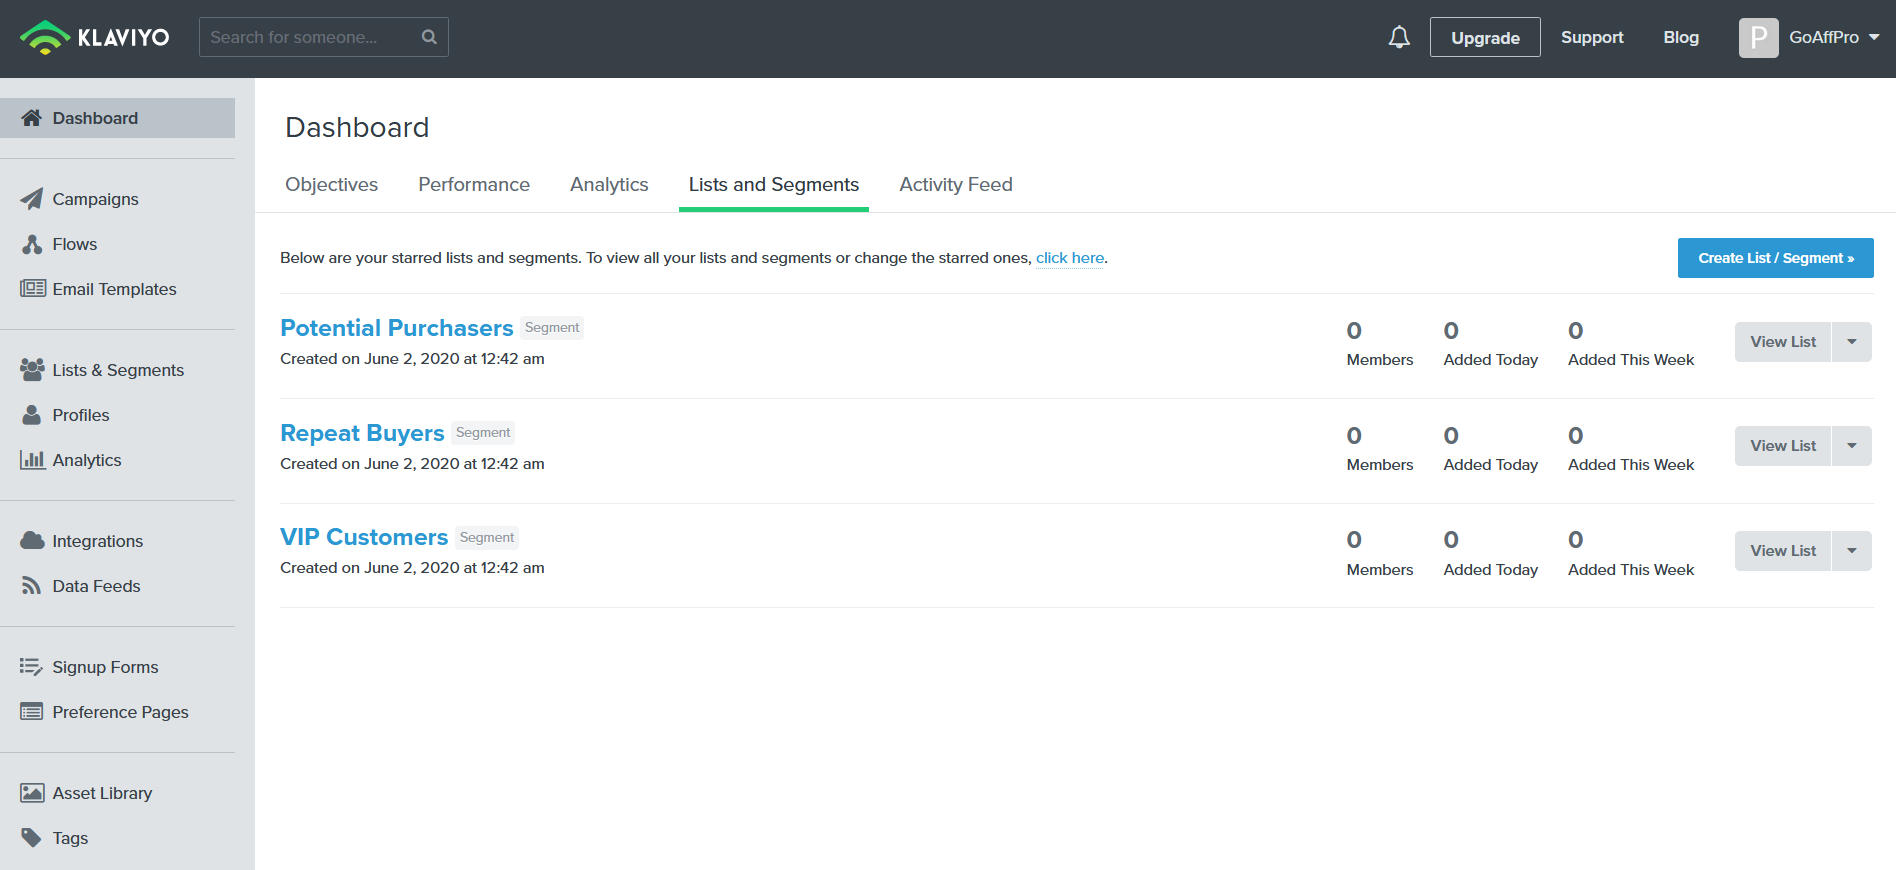 KLAVIYO
Search for someone...
Upgrade
Support
Blog
P
GoAffPro
Dashboard
Campaigns
Flows
Email Templates
Lists & Segments
Profiles
Analytics
Integrations
Data Feeds
Signup Forms
Preference Pages
Asset Library
Tags
Dashboard
Objectives Performance Analytics Lists and Segments Activity Feed
Below are your starred lists and segments. To view all your lists and segments or change the starred ones, click here.
Create List / Segment »
Potential Purchasers Segment
Created on June 2, 2020 at 12:42 am
0 0 0
Members Added Today Added This Week
View List
Repeat Buyers Segment
Created on June 2, 2020 at 12:42 am
0 0 0
Members Added Today Added This Week
View List
VIP Customers Segment
Created on June 2, 2020 at 12:42 am
0 0 0
Members Added Today Added This Week
View List